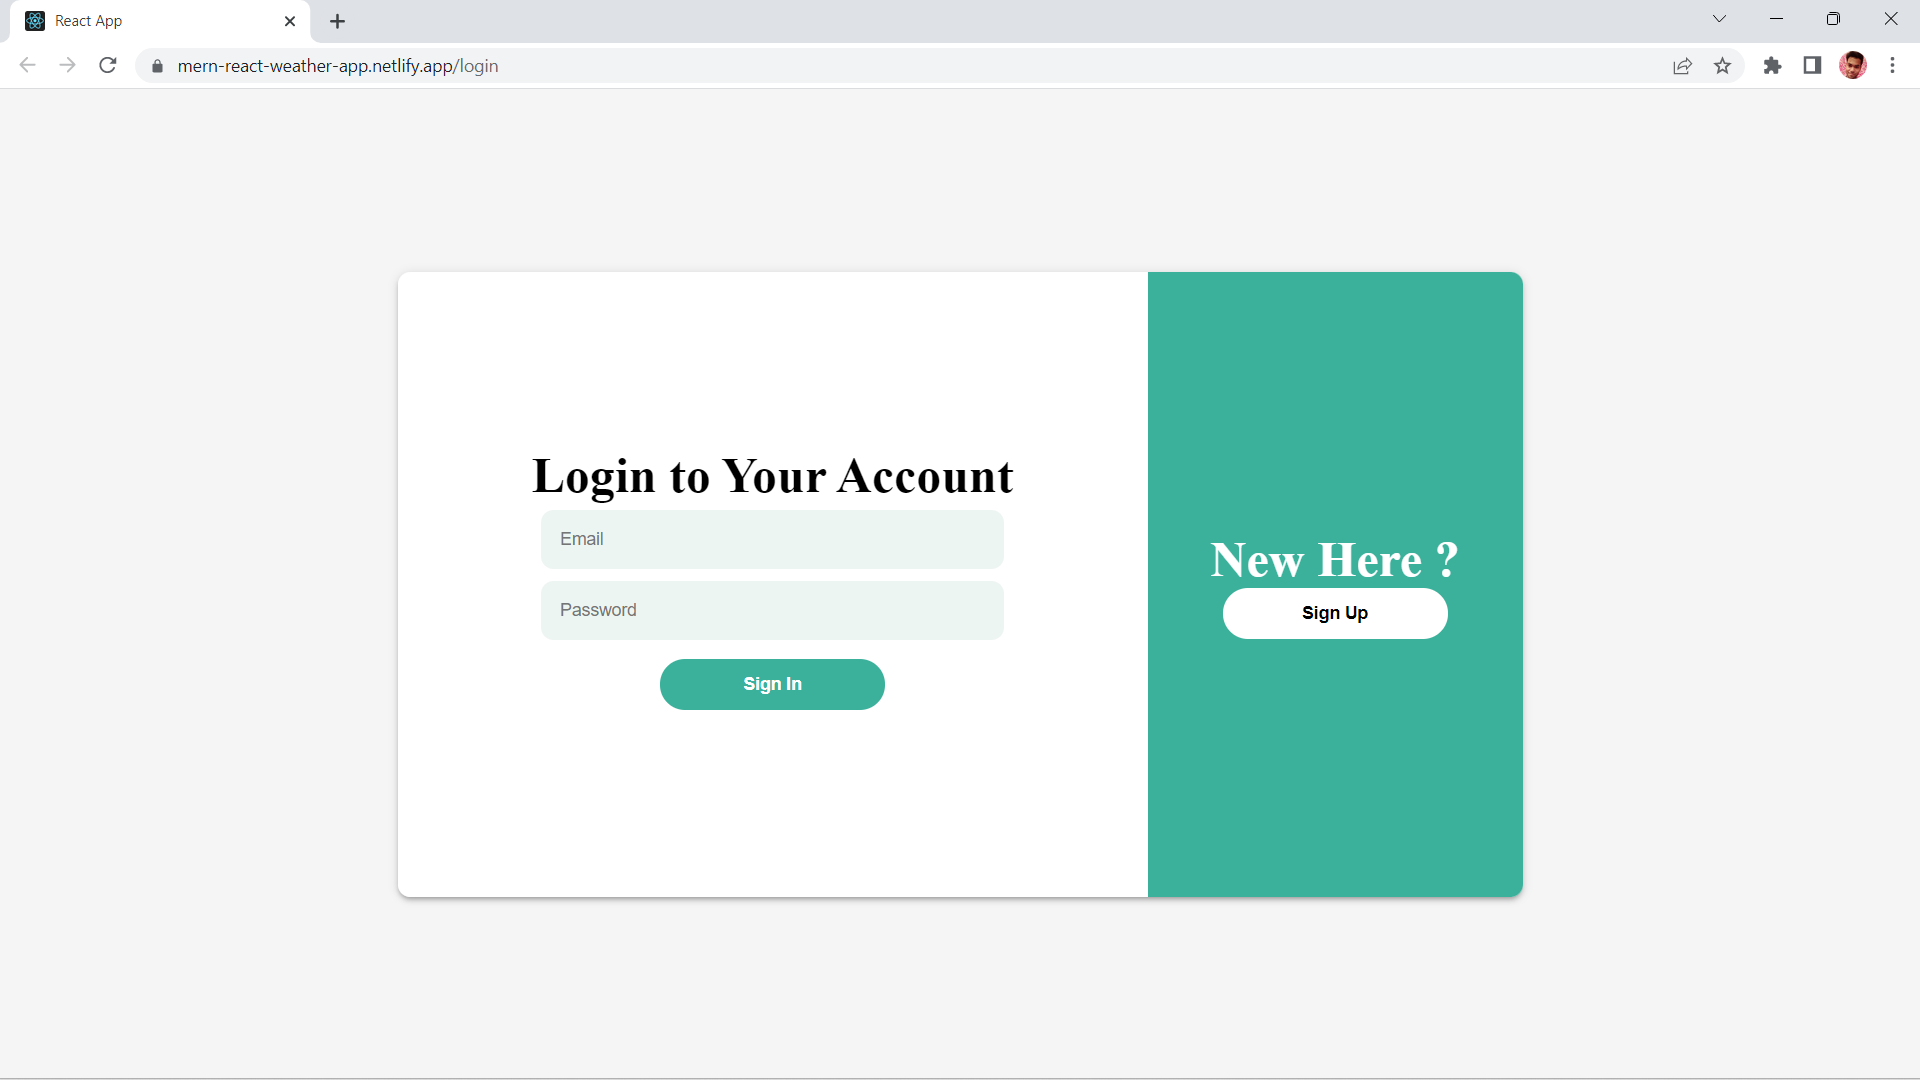 React App
mern-react-weather-app.netlify.app/login
Login to Your Account
Email
Password
Sign In
New Here ?
Sign Up